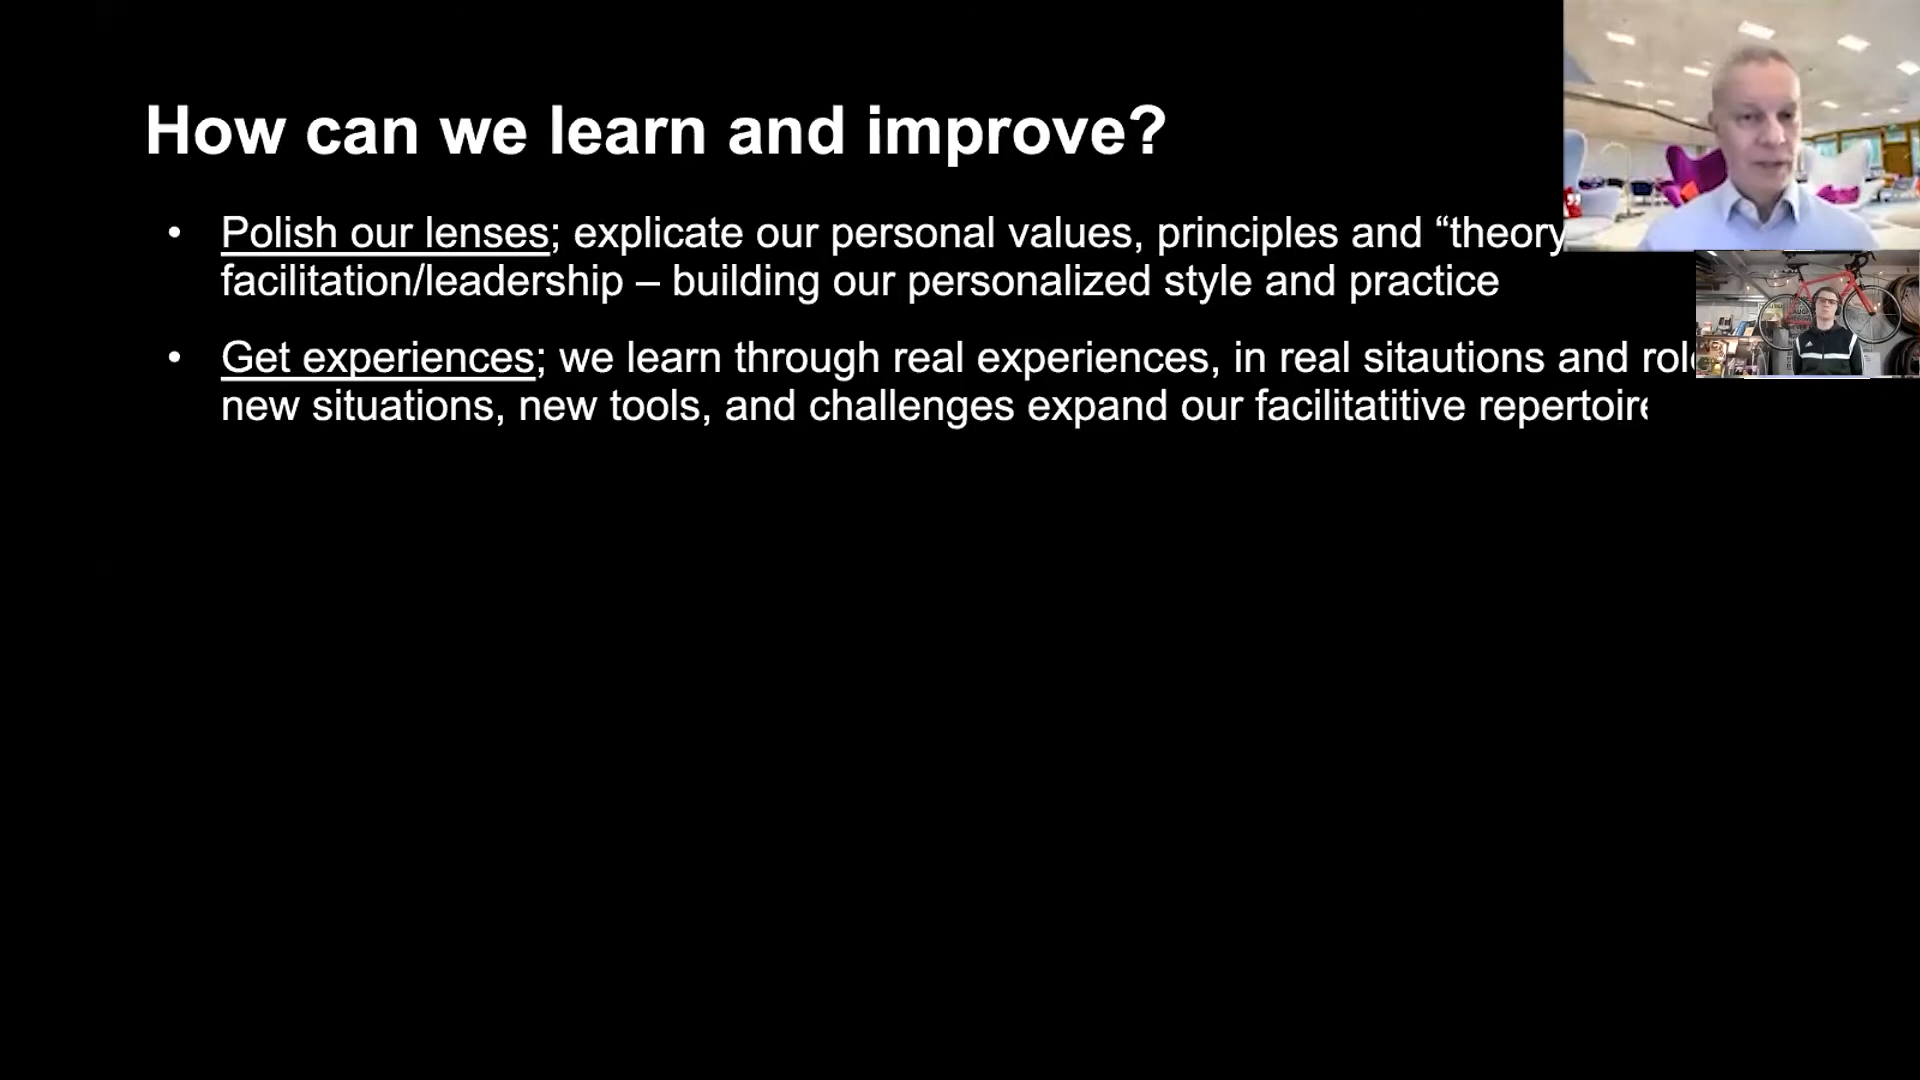 How can we learn and improve?
• Polish our lenses; explicate our personal values, principles and “theory
facilitation/leadership – building our personalized style and practice
• Get experiences; we learn through real experiences, in real sitautions and
new situations, new tools, and challenges expand our facilitatitive repertoire